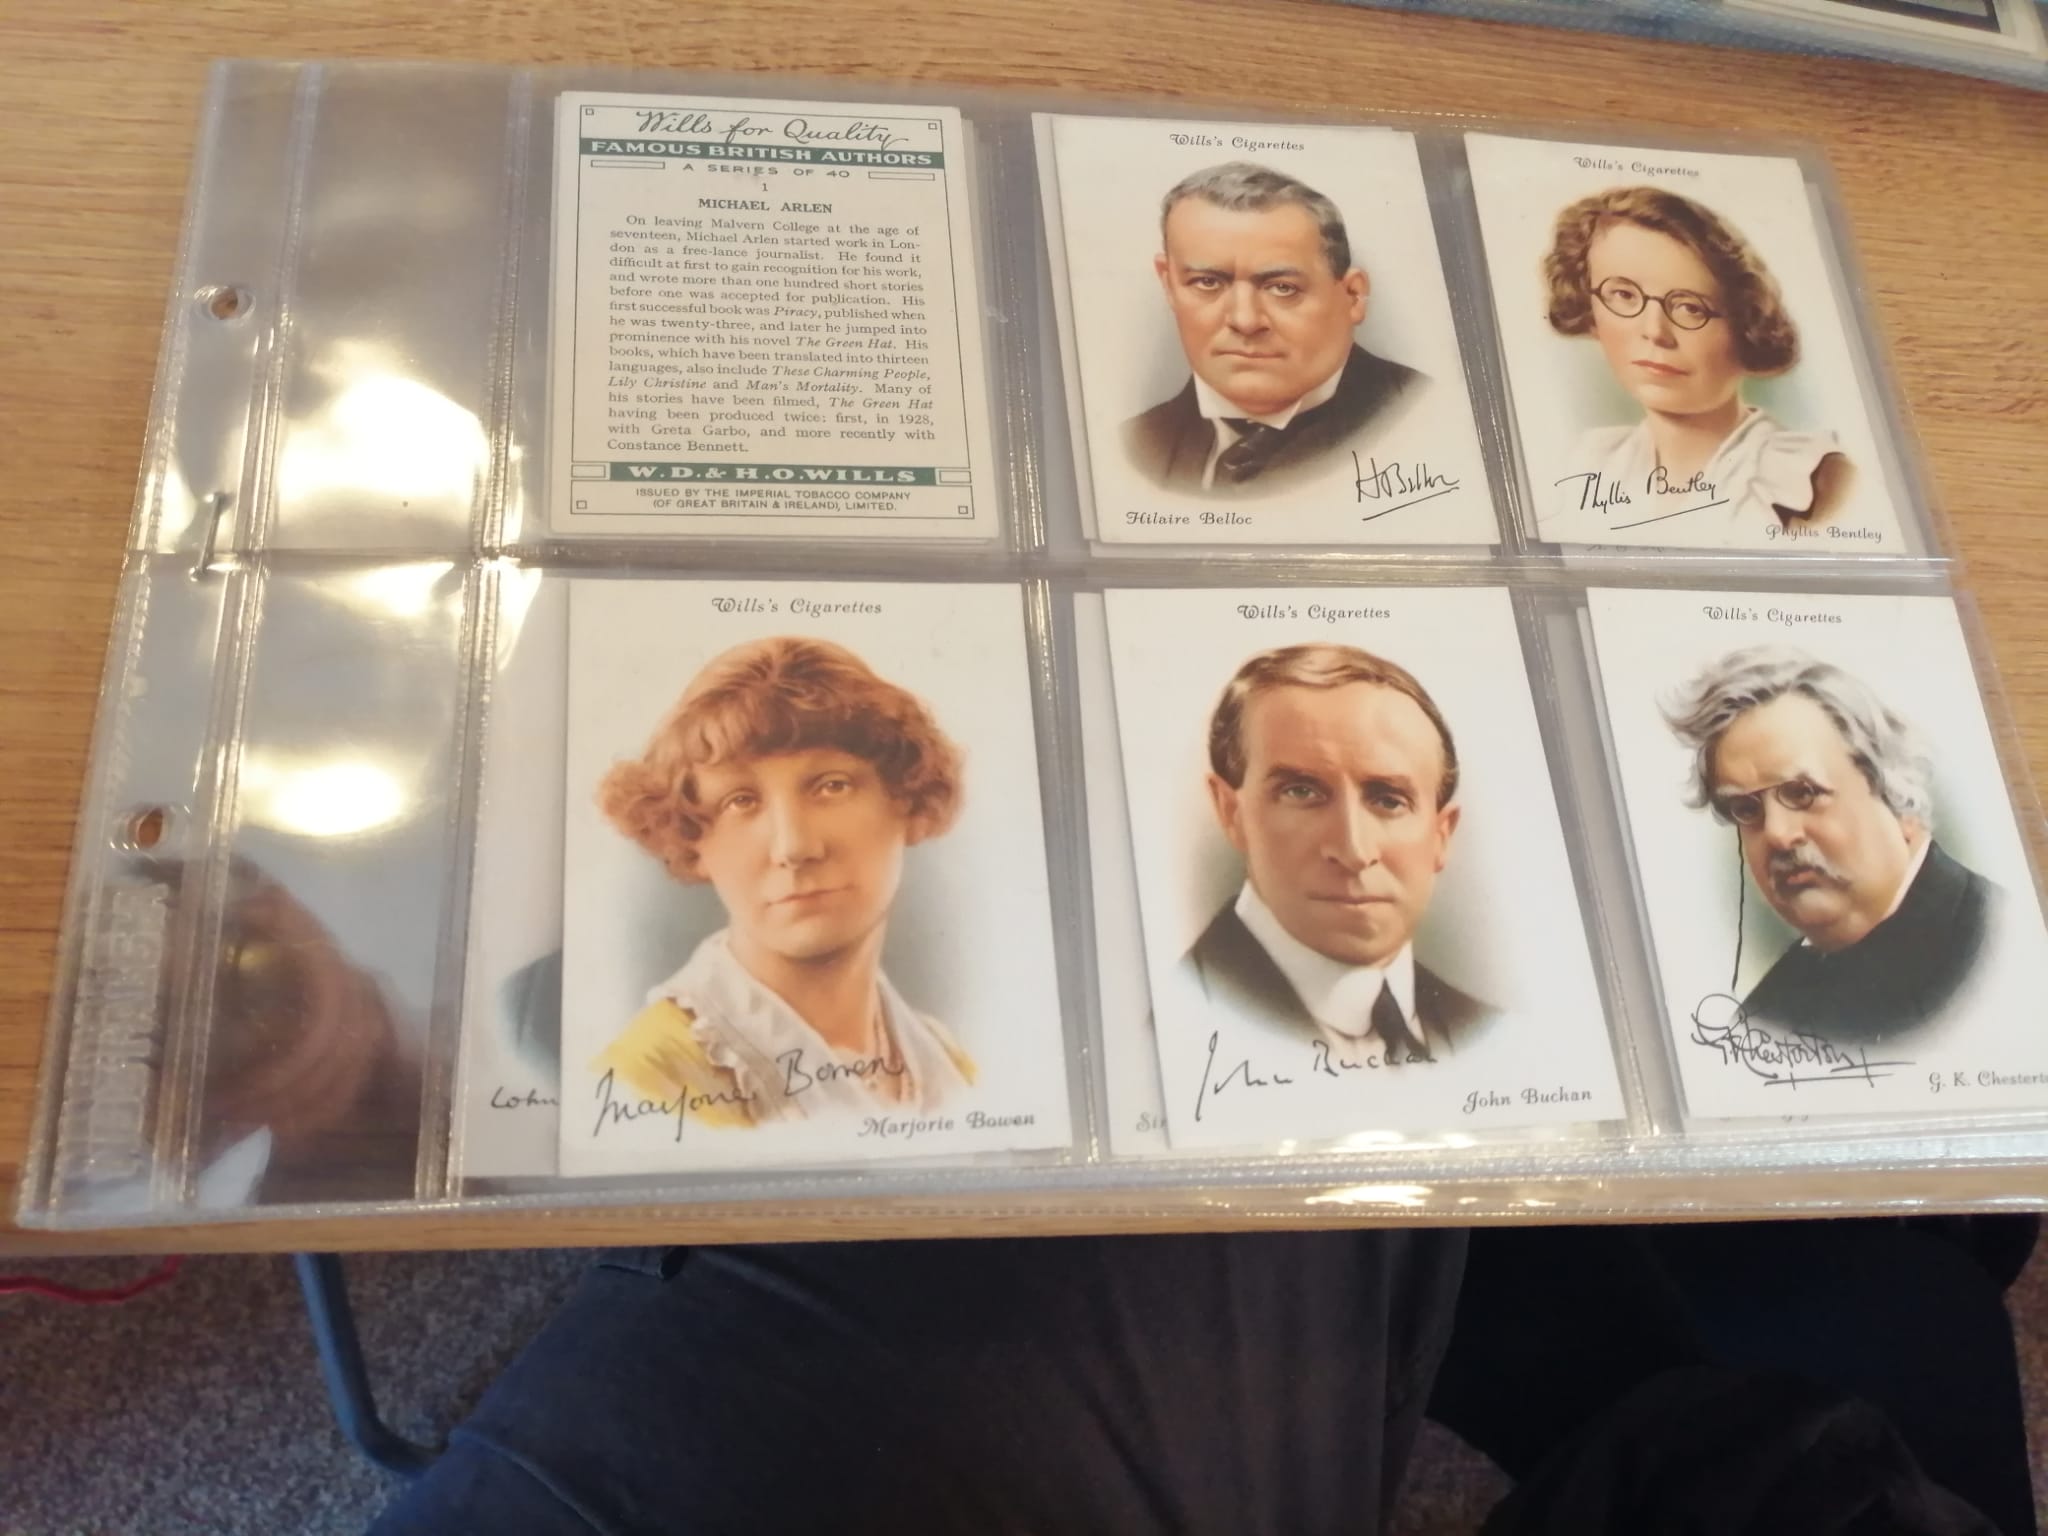 Wills for Quality
FAMOUS BRITISH AUTHORS
A SERIES OF 40
1
MICHAEL ARLEN
On leaving Malvern College at the age of
seventeen, Michael Arlen started work in Lon-
don as a free-lance journalist. He found it
difficult at first to gain recognition for his work,
and wrote more than one hundred short stories
before one was accepted for publication. His
first successful book was Piracy, published when
he was twenty-three, and later he jumped into
prominence with his novel The Green Hat. His
books, which have been translated into thirteen
languages, also include These Charming People,
Lily Christine and Man's Mortality. Many of
his stories have been filmed, The Green Hat
having been produced twice: first, in 1928,
with Greta Garbo, and more recently with
Constance Bennett.
W.D.& H.O.WILLS
ISSUED BY THE IMPERIAL TOBACCO COMPANY
(OF GREAT BRITAIN & IRELAND), LIMITED.
Wills's Cigarettes
H Belloc
Hilaire Belloc
Wills's Cigarettes
Phyllis Bentley
Phyllis Bentley
Wills's Cigarettes
Marjorie Bowen
Marjorie Bowen
Wills's Cigarettes
John Buchan
John Buchan
Wills's Cigarettes
GK Chesterton
G. K. Chestert
Sir